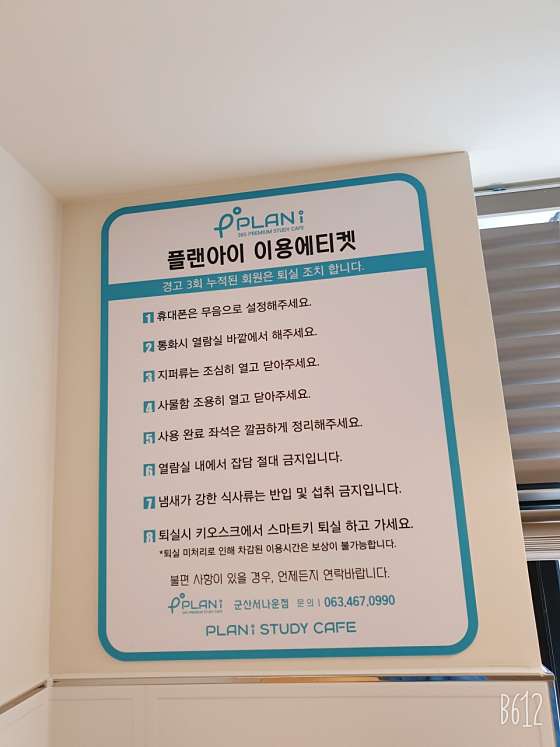 PLANi
365 PREMIUM STUDY CAFE
플랜아이 이용에티켓
경고 3회 누적된 회원은 퇴실 조치 합니다.
1 휴대폰은 무음으로 설정해주세요.
2 통화시 열람실 바깥에서 해주세요.
3 지퍼류는 조심히 열고 닫아주세요.
4 사물함 조용히 열고 닫아주세요.
5 사용 완료 좌석은 깔끔하게 정리해주세요.
6 열람실 내에서 잡담 절대 금지입니다.
7 냄새가 강한 식사류는 반입 및 섭취 금지입니다.
8 퇴실시 키오스크에서 스마트키 퇴실 하고 가세요.
*퇴실 미처리로 인해 차감된 이용시간은 보상이 불가능합니다.
불편 사항이 있을 경우, 언제든지 연락바랍니다.
PLANi 365 PREMIUM STUDY CAFE 군산서나운점 문의 | 063.467.0990
PLANi STUDY CAFE
B612